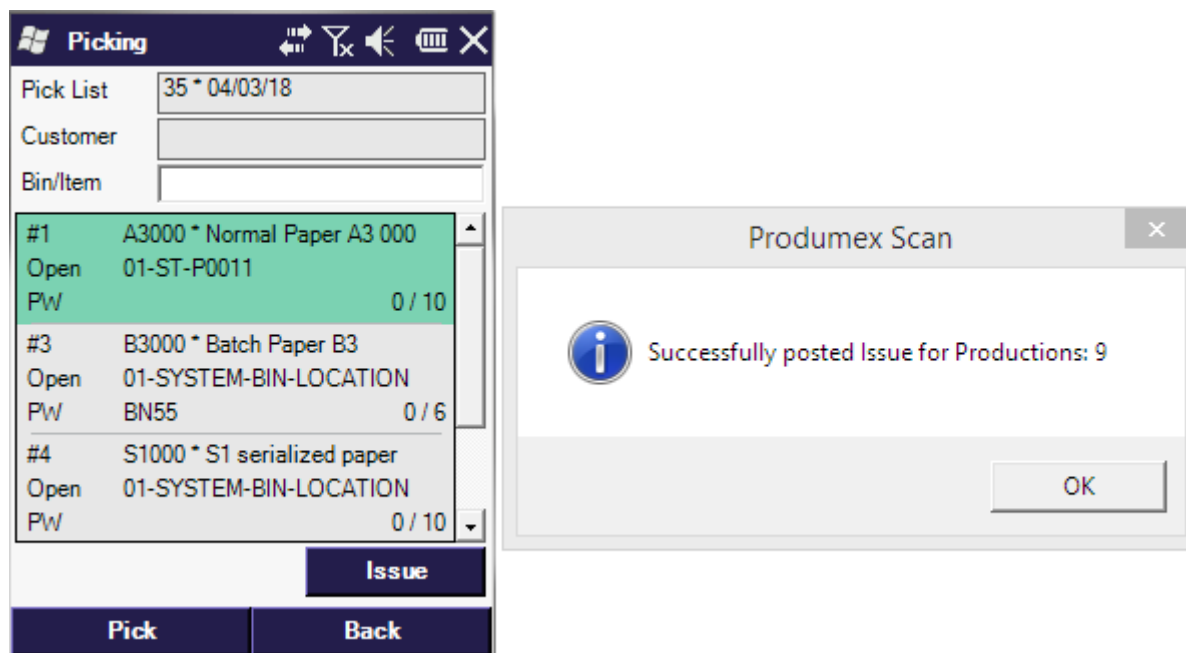 Picking
Pick List 35 * 04/03/18
Customer
Bin/Item
#1 A3000 * Normal Paper A3 000
Open 01-ST-P0011
PW 0 / 10
#3 B3000 * Batch Paper B3
Open 01-SYSTEM-BIN-LOCATION
PW BN55 0 / 6
#4 S1000 * S1 serialized paper
Open 01-SYSTEM-BIN-LOCATION
PW 0 / 10
Issue
Pick Back
Produmex Scan
Successfully posted Issue for Productions: 9
OK